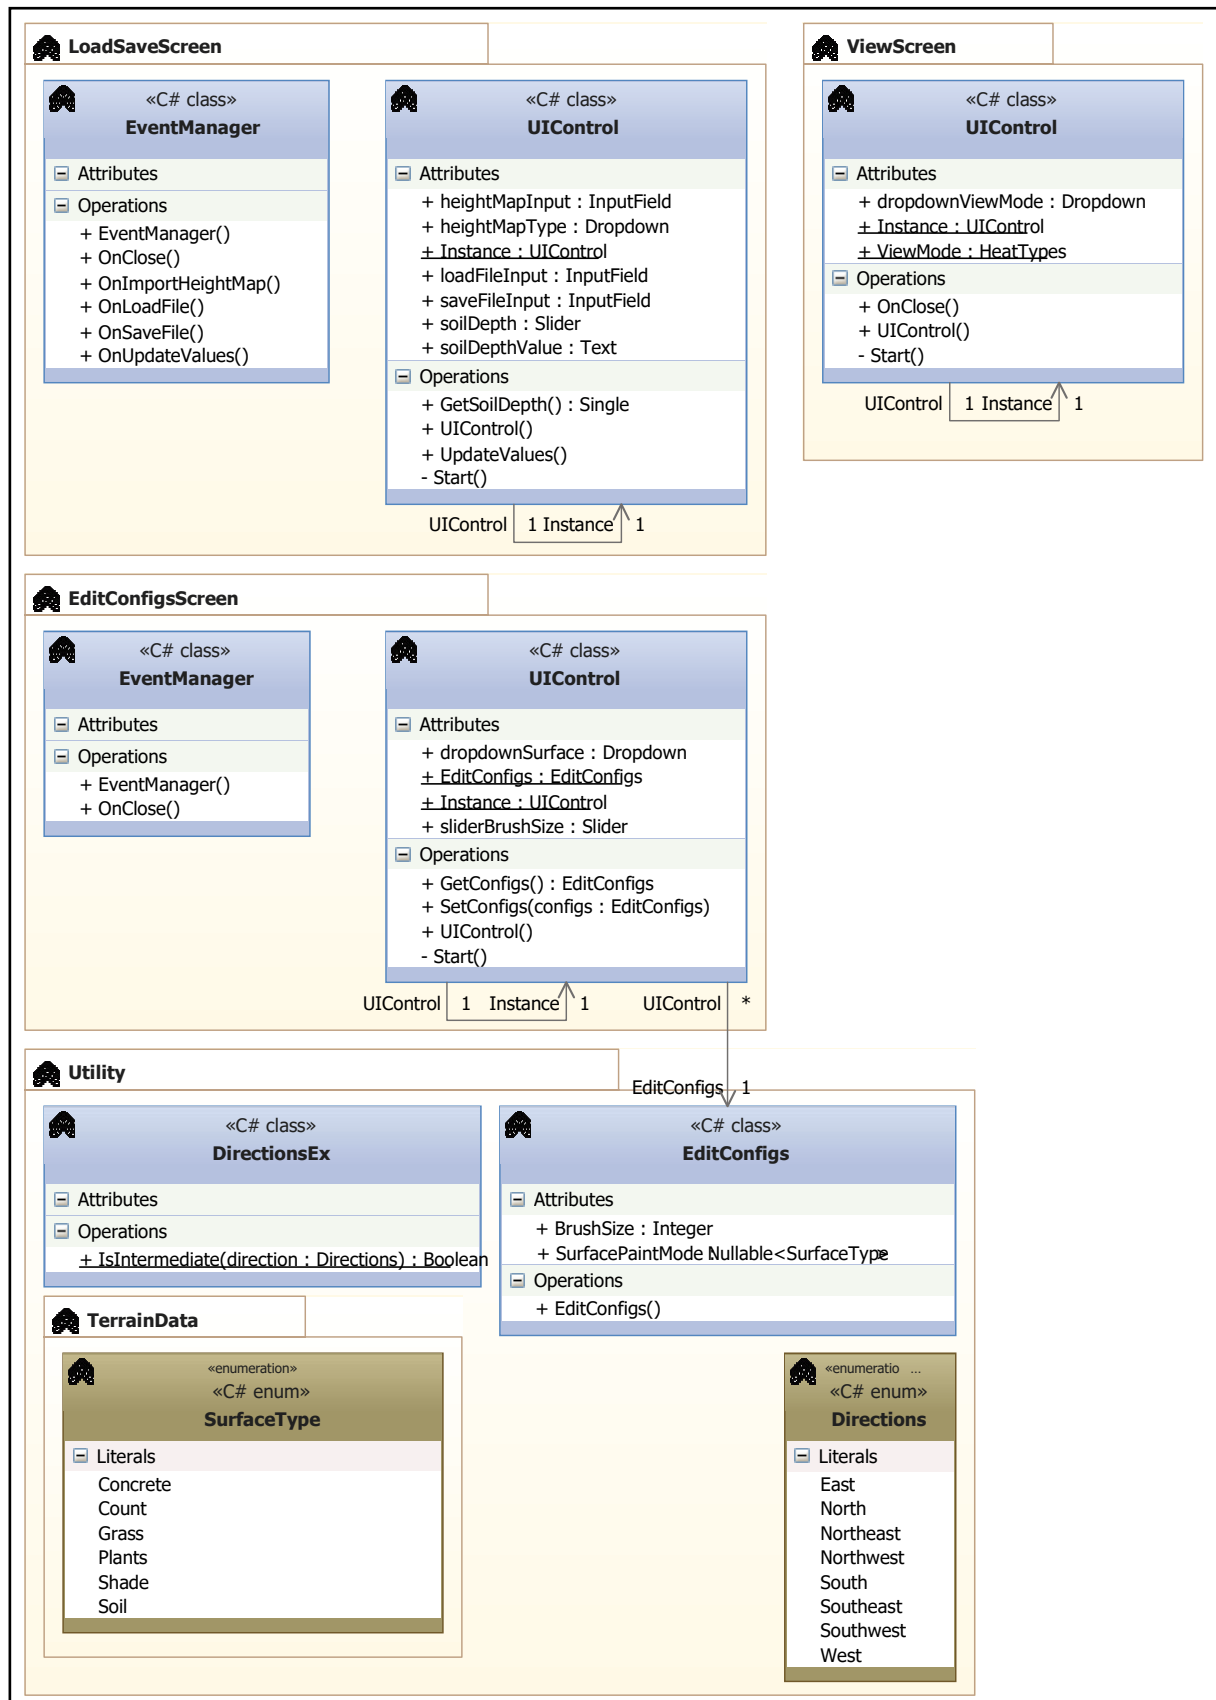 LoadSaveScreen
«C# class»
EventManager
Attributes
Operations
+ EventManager()
+ OnClose()
+ OnImportHeightMap()
+ OnLoadFile()
+ OnSaveFile()
+ OnUpdateValues()
«C# class»
UIControl
Attributes
+ heightMapInput : InputField
+ heightMapType : Dropdown
+ Instance : UIControl
+ loadFileInput : InputField
+ saveFileInput : InputField
+ soilDepth : Slider
+ soilDepthValue : Text
Operations
+ GetSoilDepth() : Single
+ UIControl()
+ UpdateValues()
- Start()
UIControl 1 Instance 1
ViewScreen
«C# class»
UIControl
Attributes
+ dropdownViewMode : Dropdown
+ Instance : UIControl
+ ViewMode : HeatTypes
Operations
+ OnClose()
+ UIControl()
- Start()
UIControl 1 Instance 1
EditConfigsScreen
«C# class»
EventManager
Attributes
Operations
+ EventManager()
+ OnClose()
«C# class»
UIControl
Attributes
+ dropdownSurface : Dropdown
+ EditConfigs : EditConfigs
+ Instance : UIControl
+ sliderBrushSize : Slider
Operations
+ GetConfigs() : EditConfigs
+ SetConfigs(configs : EditConfigs)
+ UIControl()
- Start()
UIControl 1 Instance 1
UIControl *
EditConfigs 1
Utility
«C# class»
DirectionsEx
Attributes
Operations
+ IsIntermediate(direction : Directions) : Boolean
«C# class»
EditConfigs
Attributes
+ BrushSize : Integer
+ SurfacePaintMode : Nullable<SurfaceType>
Operations
+ EditConfigs()
TerrainData
«enumeration»
«C# enum»
SurfaceType
Literals
Concrete
Count
Grass
Plants
Shade
Soil
«enumeratio ...
«C# enum»
Directions
Literals
East
North
Northeast
Northwest
South
Southeast
Southwest
West